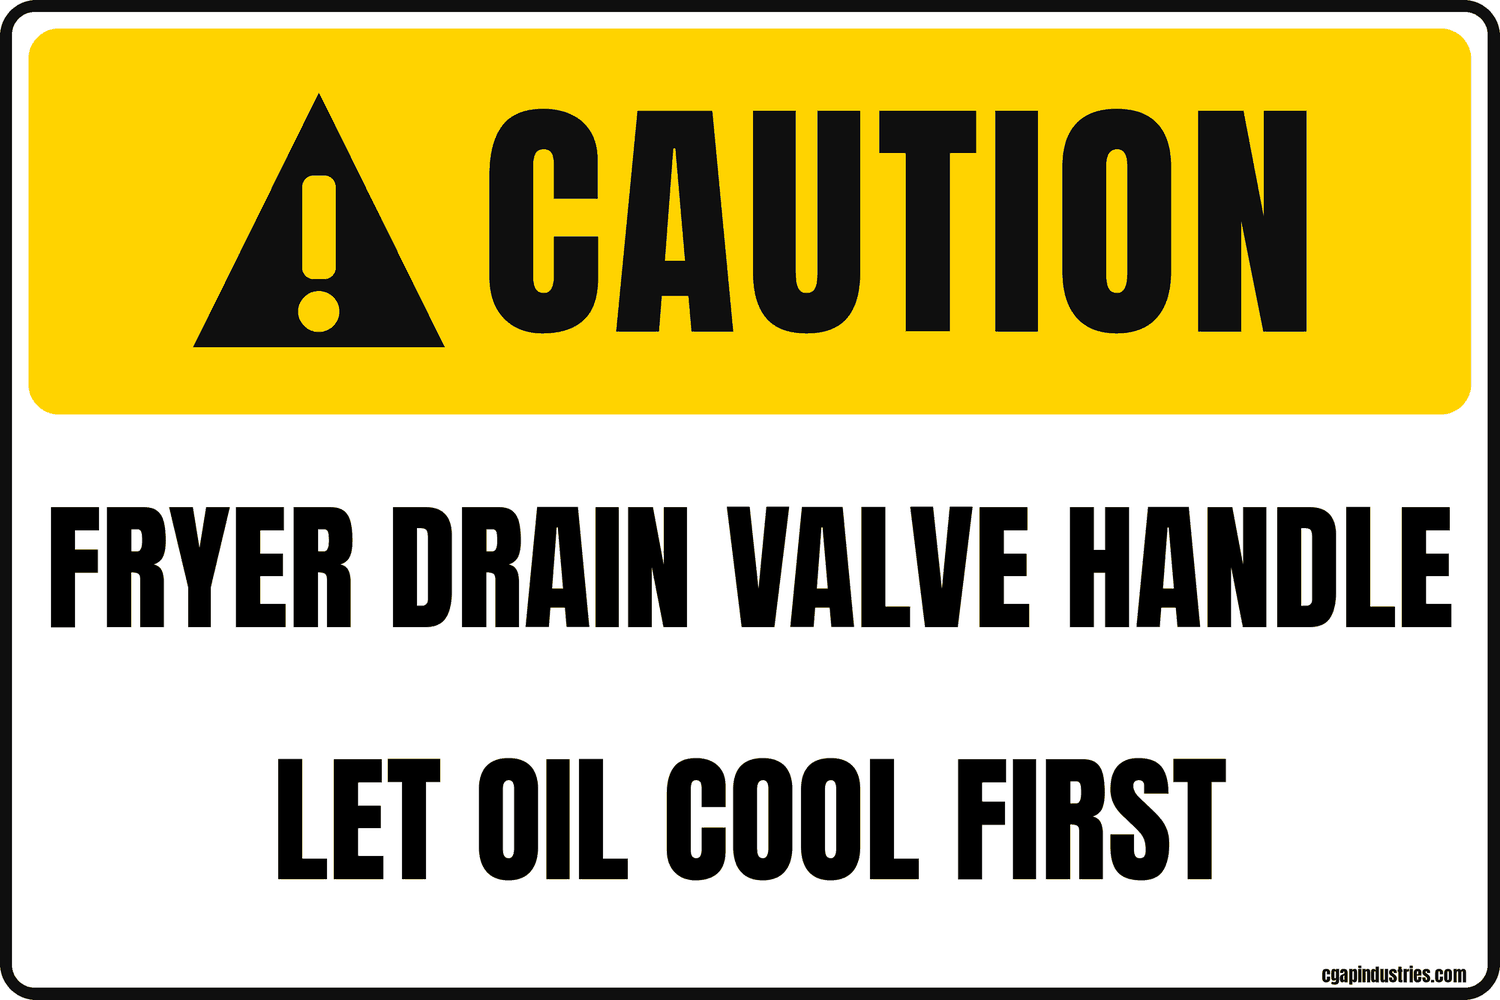 CAUTION
FRYER DRAIN VALVE HANDLE
LET OIL COOL FIRST
cgapindustries.com